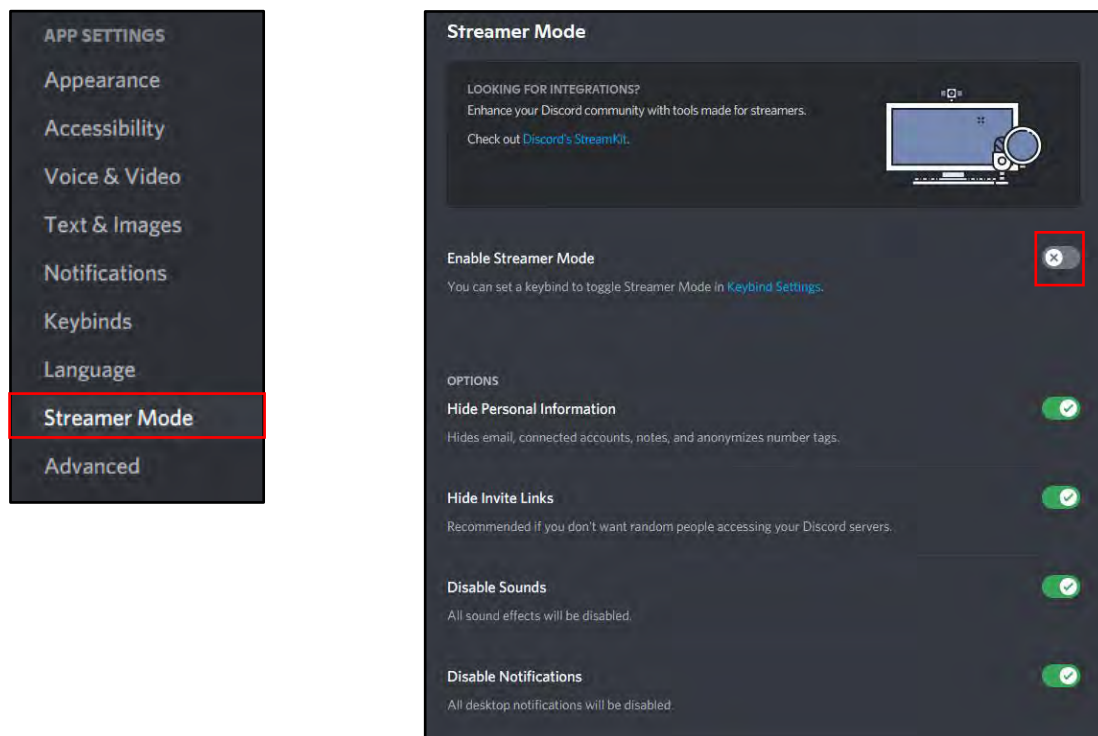 APP SETTINGS
Appearance
Accessibility
Voice & Video
Text & Images
Notifications
Keybinds
Language
Streamer Mode
Advanced
Streamer Mode
LOOKING FOR INTEGRATIONS?
Enhance your Discord community with tools made for streamers.
Check out Discord's StreamKit.
Enable Streamer Mode
You can set a keybind to toggle Streamer Mode in Keybind Settings.
OPTIONS
Hide Personal Information
Hides email, connected accounts, notes, and anonymizes number tags.
Hide Invite Links
Recommended if you don't want random people accessing your Discord servers.
Disable Sounds
All sound effects will be disabled.
Disable Notifications
All desktop notifications will be disabled.